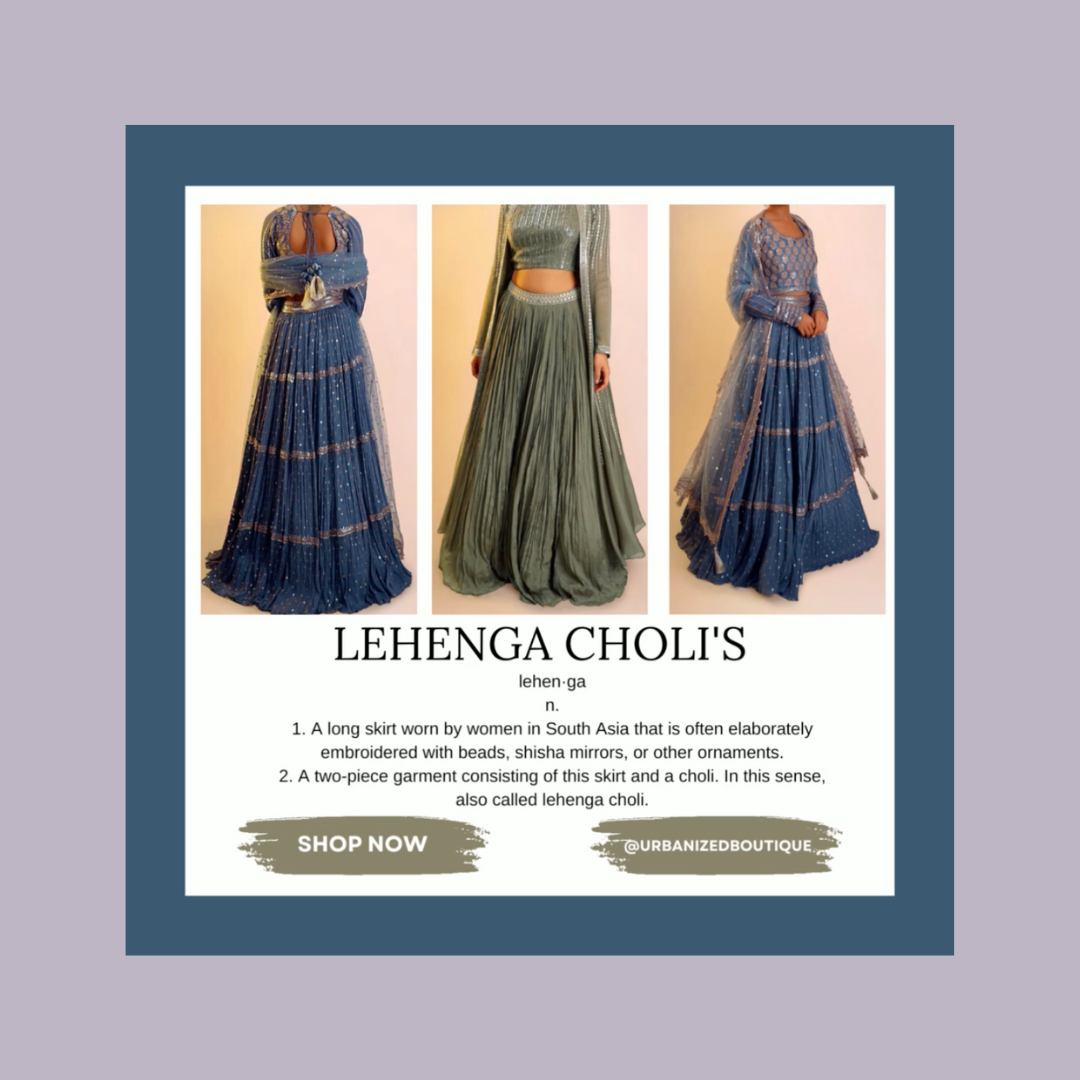 LEHENGA CHOLI'S
lehen·ga
n.
1. A long skirt worn by women in South Asia that is often elaborately
embroidered with beads, shisha mirrors, or other ornaments.
2. A two-piece garment consisting of this skirt and a choli. In this sense,
also called lehenga choli.
SHOP NOW
@URBANIZEDBOUTIQUE